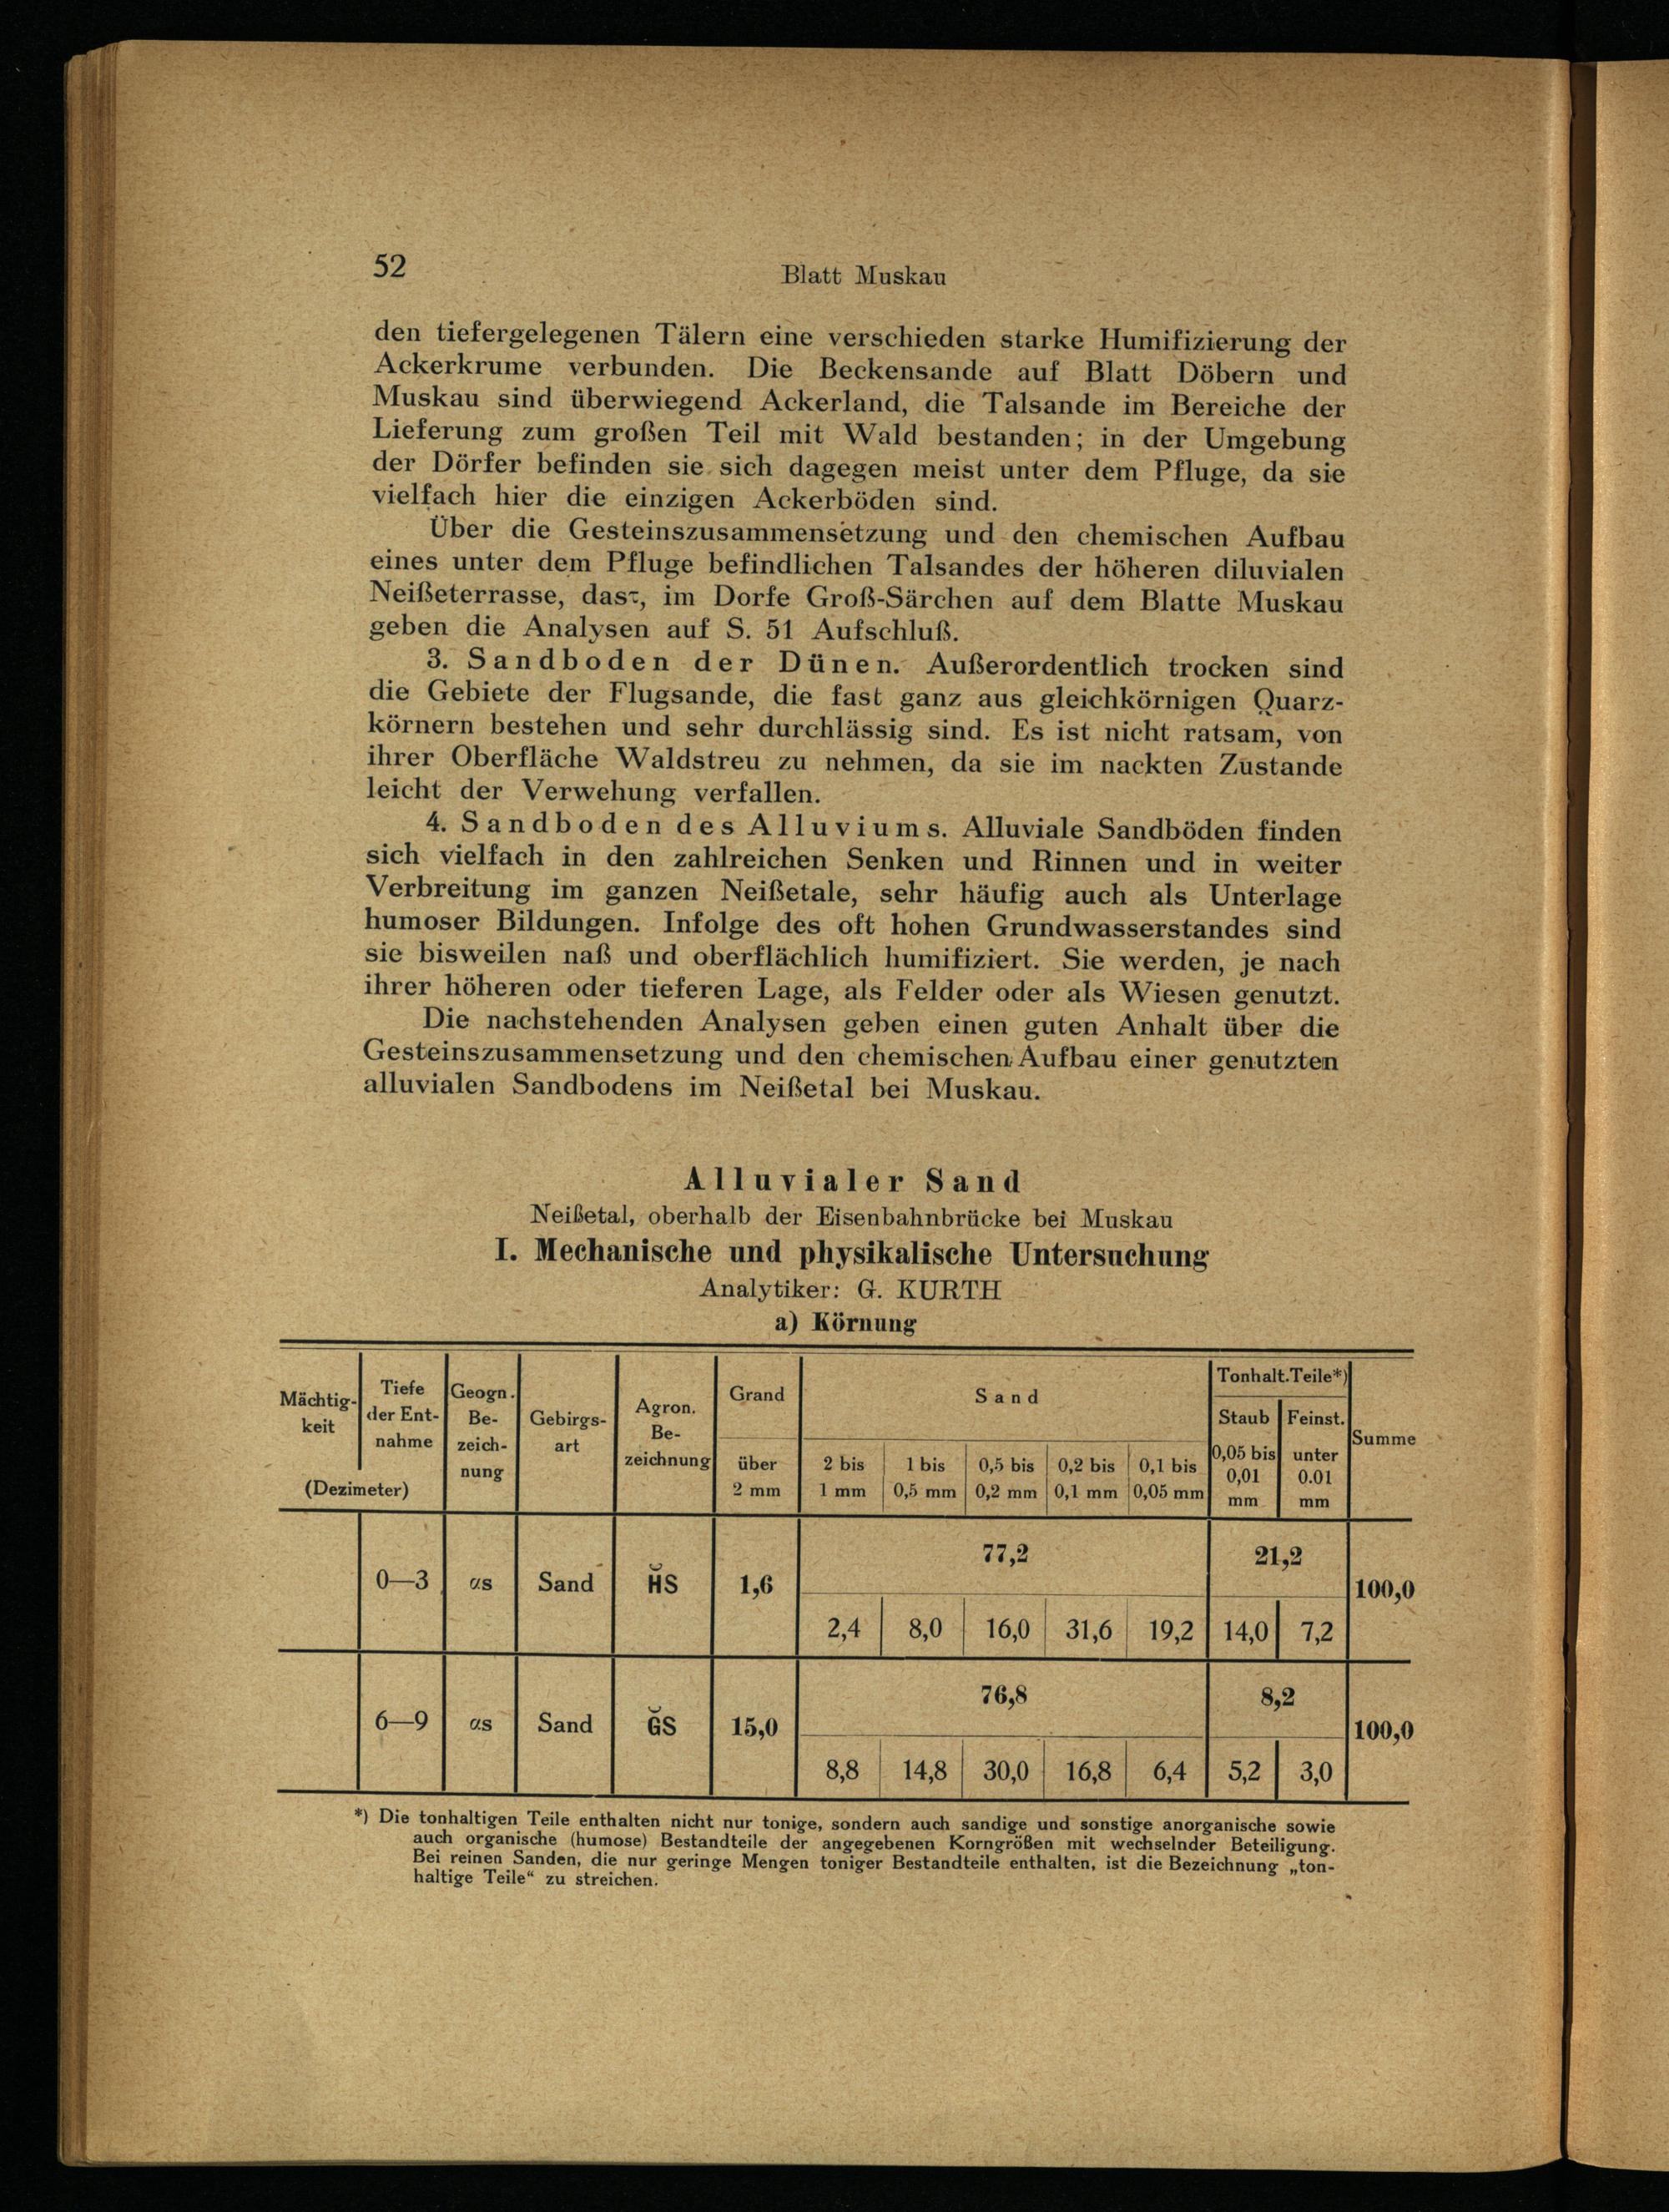 52
Blatt Muskau
den tiefergelegenen Tälern eine verschieden starke Humifizierung der
Ackerkrume verbunden. Die Beckensande auf Blatt Döbern und
Muskau sind überwiegend Ackerland, die Talsande im Bereiche der
Lieferung zum großen Teil mit Wald bestanden; in der Umgebung
der Dörfer befinden sie sich dagegen meist unter dem Pfluge, da sie
vielfach hier die einzigen Ackerböden sind.
Über die Gesteinszusammensetzung und den chemischen Aufbau
eines unter dem Pfluge befindlichen Talsandes der höheren diluvialen
Neißeterrasse, dasτ, im Dorfe Groß-Särchen auf dem Blatte Muskau
geben die Analysen auf S. 51 Aufschluß.
3. Sandboden der Dünen. Außerordentlich trocken sind
die Gebiete der Flugsande, die fast ganz aus gleichkörnigen Quarz-
körnern bestehen und sehr durchlässig sind. Es ist nicht ratsam, von
ihrer Oberfläche Waldstreu zu nehmen, da sie im nackten Zustande
leicht der Verwehung verfallen.
4. Sandboden des Alluviums. Alluviale Sandböden finden
sich vielfach in den zahlreichen Senken und Rinnen und in weiter
Verbreitung im ganzen Neißetale, sehr häufig auch als Unterlage
humoser Bildungen. Infolge des oft hohen Grundwasserstandes sind
sie bisweilen naß und oberflächlich humifiziert. Sie werden, je nach
ihrer höheren oder tieferen Lage, als Felder oder als Wiesen genutzt.
Die nachstehenden Analysen geben einen guten Anhalt über die
Gesteinszusammensetzung und den chemischen Aufbau einer genutzten
alluvialen Sandbodens im Neißetal bei Muskau.
Alluvialer Sand
Neißetal, oberhalb der Eisenbahnbrücke bei Muskau
I. Mechanische und physikalische Untersuchung
Analytiker: G. KURTH
a) Körnung
Mächtig-
keit
Tiefe
der Ent-
nahme
(Dezimeter)
Geogn.
Be-
zeich-
nung
Gebirgs-
art
Agron.
Be-
zeichnung
Grand
über
2 mm
Sand
2 bis
1 mm
1 bis
0,5 mm
0,5 bis
0,2 mm
0,2 bis
0,1 mm
0,1 bis
0,05 mm
Tonhalt.Teile*)
Staub
0,05 bis
0,01
mm
Feinst.
unter
0.01
mm
Summe
77,2 21,2
0—3 αs Sand H̆S 1,6 100,0
2,4 8,0 16,0 31,6 19,2 14,0 7,2
76,8 8,2
6—9 αs Sand ĞS 15,0 100,0
8,8 14,8 30,0 16,8 6,4 5,2 3,0
*) Die tonhaltigen Teile enthalten nicht nur tonige, sondern auch sandige und sonstige anorganische sowie
auch organische (humose) Bestandteile der angegebenen Korngrößen mit wechselnder Beteiligung.
Bei reinen Sanden, die nur geringe Mengen toniger Bestandteile enthalten, ist die Bezeichnung „ton-
haltige Teile“ zu streichen.